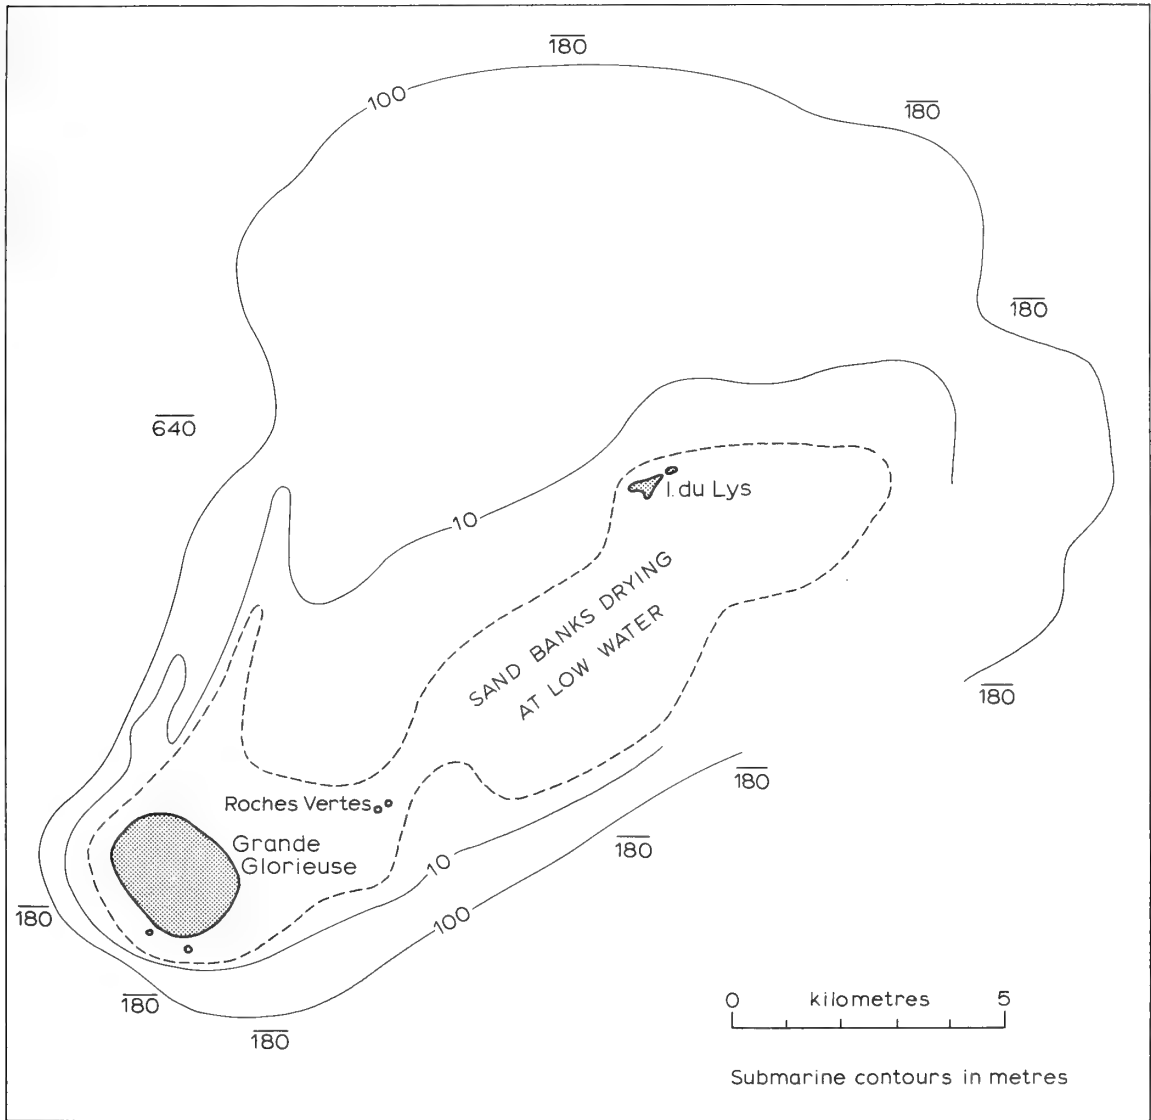 180
100
180
180
640
I. du Lys
10
SAND BANKS DRYING
AT LOW WATER
180
180
Roches Vertes
Grande
Glorieuse
180
10
180
100
180
0 kilometres 5
180
Submarine contours in metres